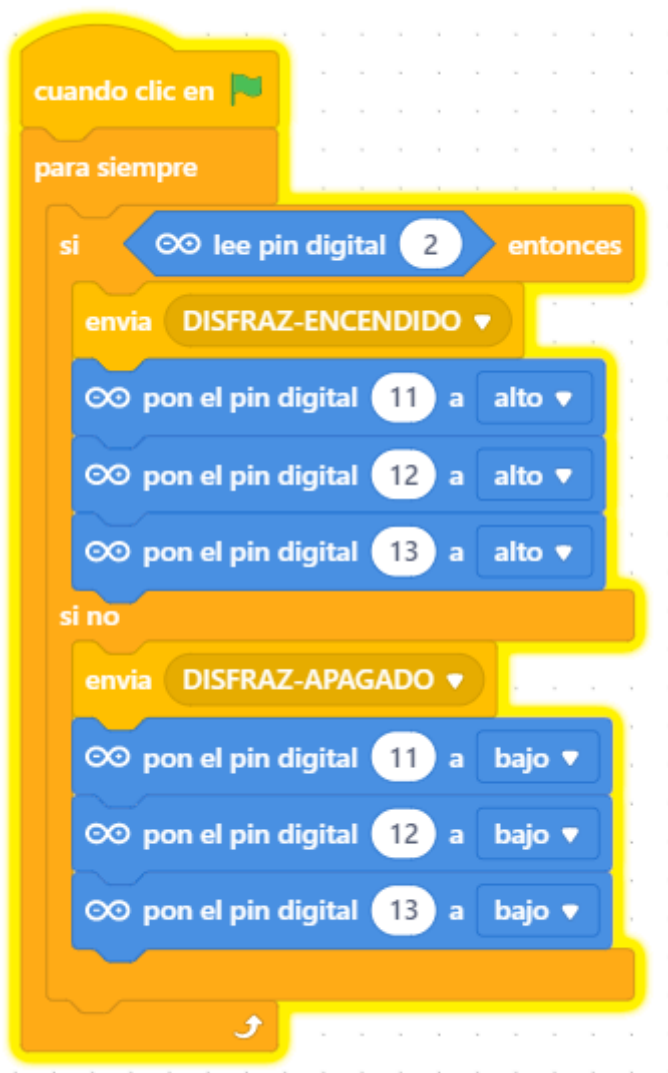 cuando clic en
para siempre
si lee pin digital 2 entonces
envia DISFRAZ-ENCENDIDO
pon el pin digital 11 a alto
pon el pin digital 12 a alto
pon el pin digital 13 a alto
si no
envia DISFRAZ-APAGADO
pon el pin digital 11 a bajo
pon el pin digital 12 a bajo
pon el pin digital 13 a bajo